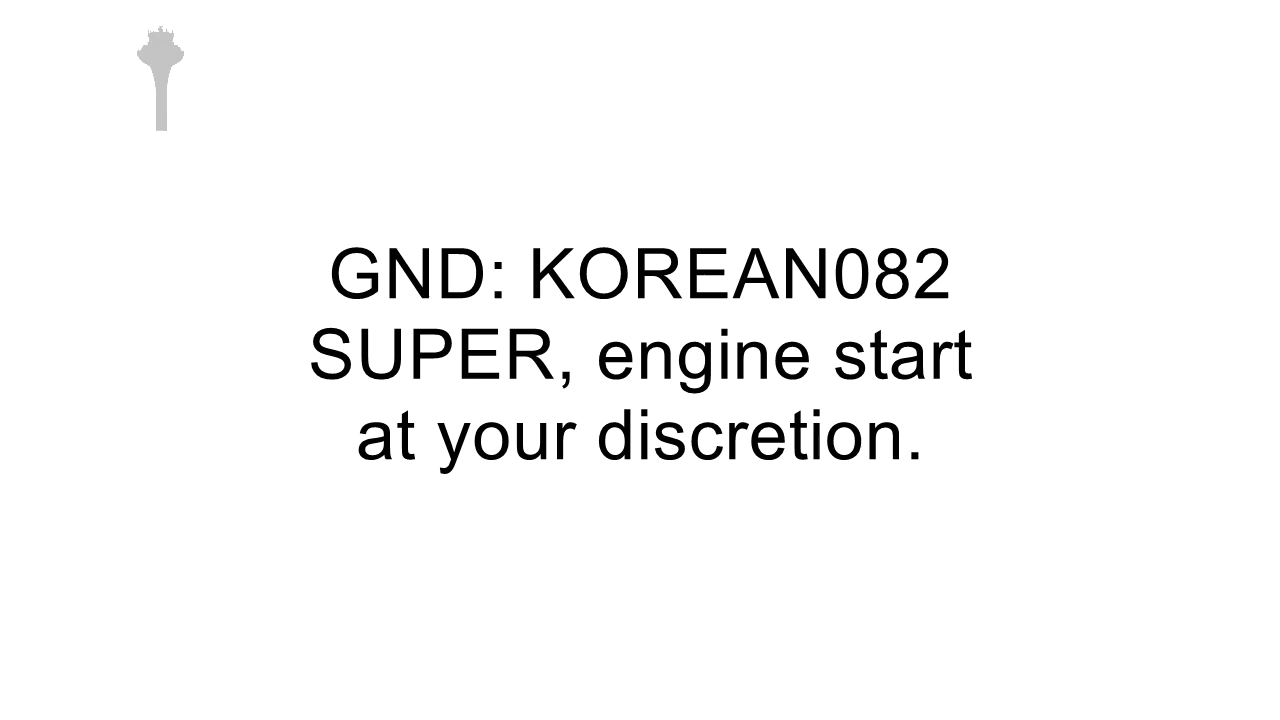 GND: KOREAN082
SUPER, engine start
at your discretion.